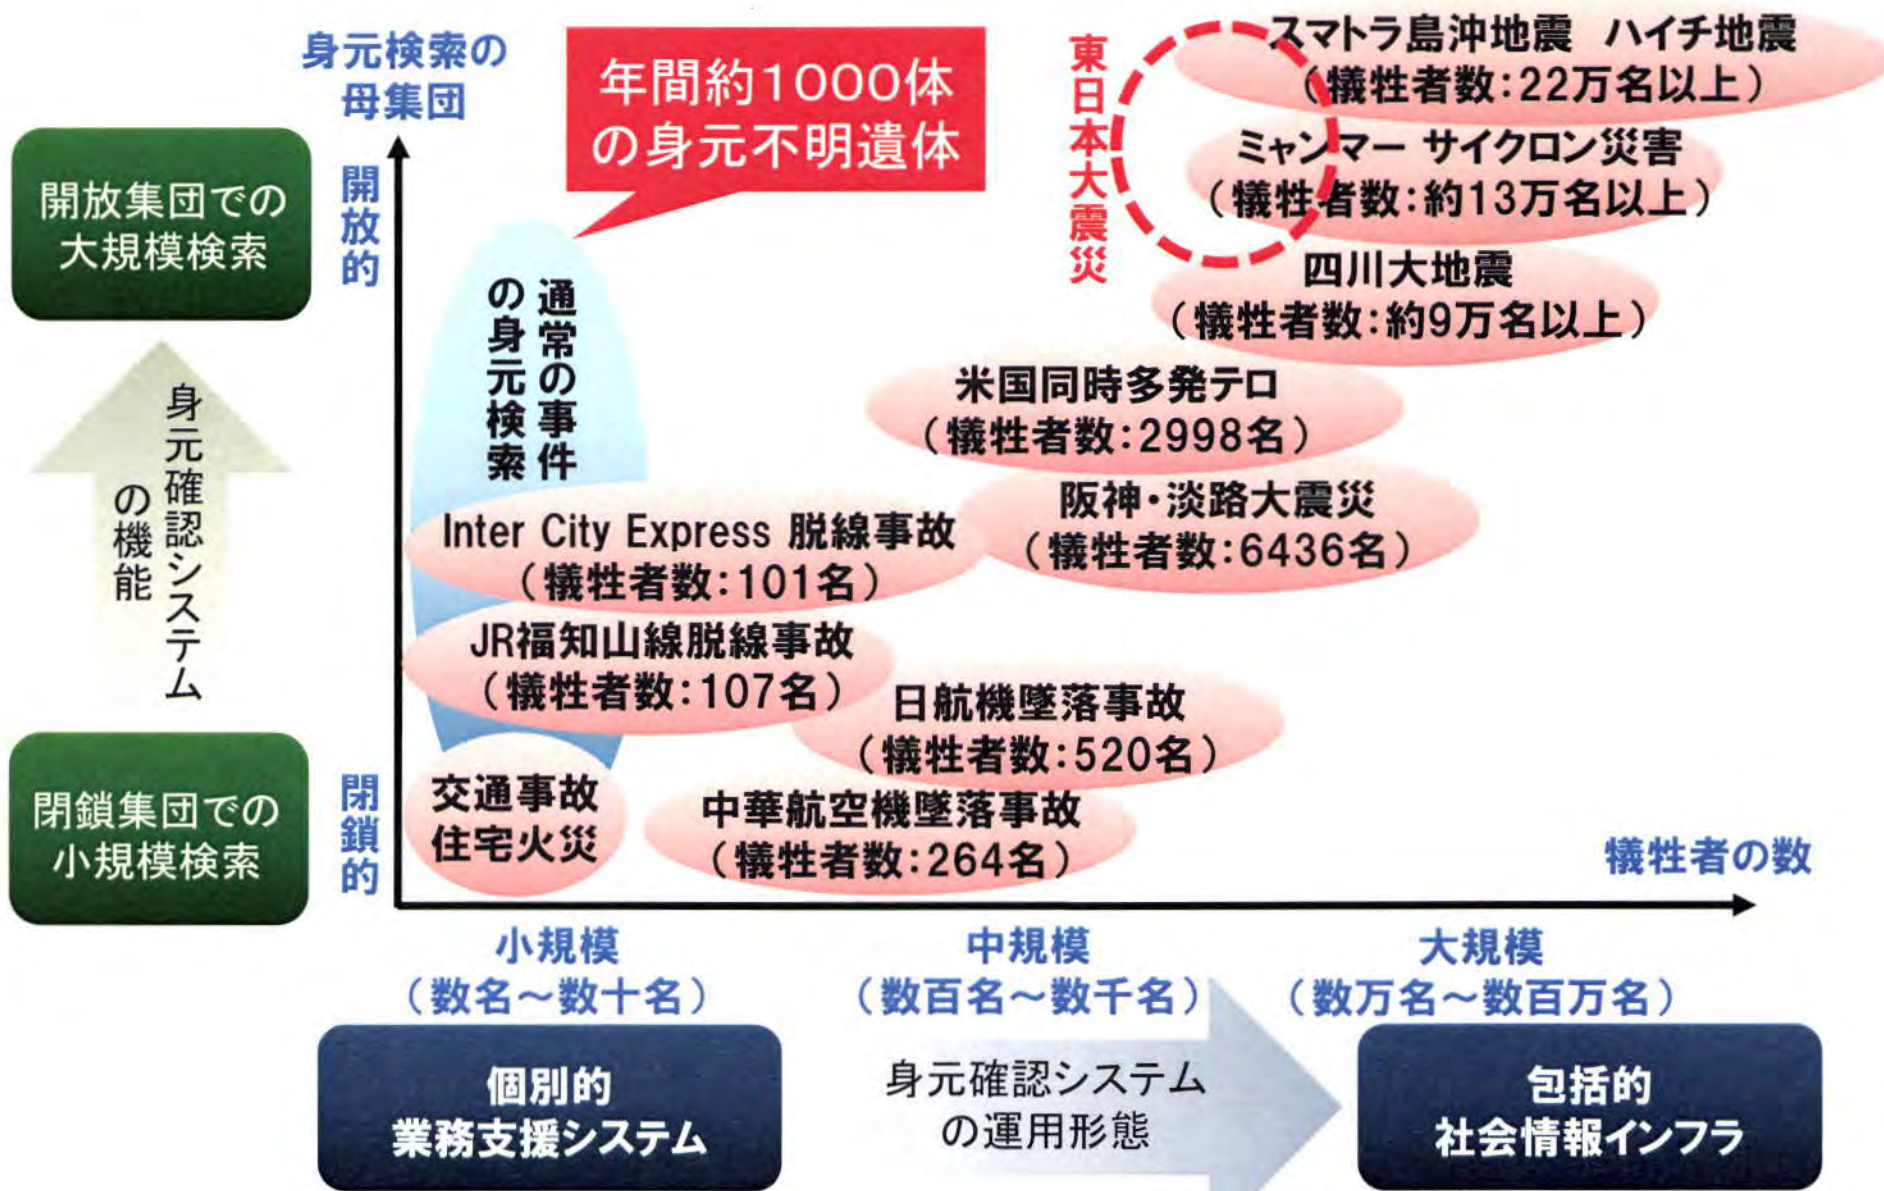 身元検索の
母集団
年間約1000体
の身元不明遺体
東日本大震災
スマトラ島沖地震 ハイチ地震
(犠牲者数:22万名以上)
ミャンマー サイクロン災害
(犠牲者数:約13万名以上)
四川大地震
(犠牲者数:約9万名以上)
開放集団での
大規模検索
開放的
通常の事件
の身元検索
米国同時多発テロ
(犠牲者数:2998名)
阪神・淡路大震災
(犠牲者数:6436名)
身元確認システム
の機能
Inter City Express 脱線事故
(犠牲者数:101名)
JR福知山線脱線事故
(犠牲者数:107名)
日航機墜落事故
(犠牲者数:520名)
閉鎖集団での
小規模検索
閉鎖的
交通事故
住宅火災
中華航空機墜落事故
(犠牲者数:264名)
犠牲者の数
小規模
(数名~数十名)
中規模
(数百名~数千名)
大規模
(数万名~数百万名)
個別的
業務支援システム
身元確認システム
の運用形態
包括的
社会情報インフラ